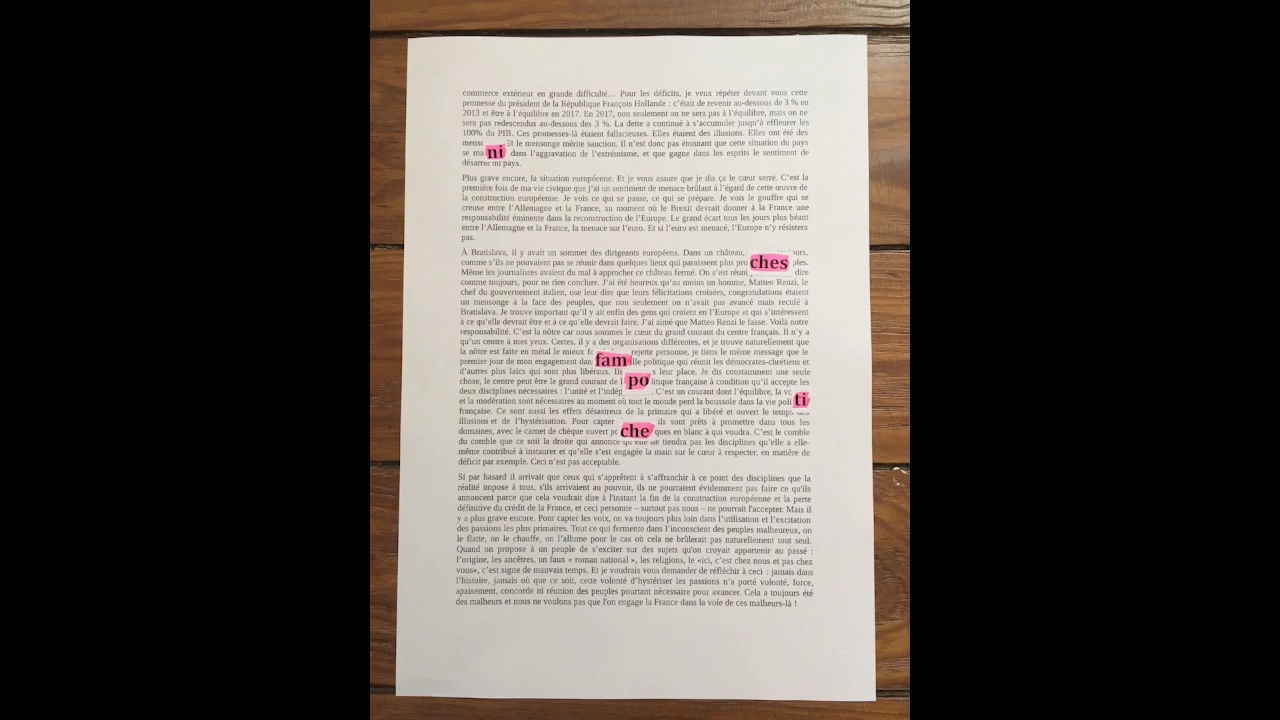 commerce extérieur en grande difficulté… Pour les déficits, je veux répéter devant vous cette
promesse du président de la République François Hollande : c'était de revenir au-dessous de 3 % en
2013 et être à l'équilibre en 2017. En 2017, non seulement on ne sera pas à l'équilibre, mais on ne
sera pas redescendus au-dessous des 3 %. La dette a continué à s'accumuler jusqu'à effleurer les
100% du PIB. Ces promesses-là étaient fallacieuses. Elles étaient des illusions. Elles ont été des
Et le mensonge mérite sanction. Il n'est donc pas étonnant que cette situation du pays
se ma ni dans l'aggravation de l'extrémisme, et que gagne dans les esprits le sentiment de
désarroi du pays.
Plus grave encore, la situation européenne. Et je vous assure que je dis ça le cœur serré. C'est la
première fois de ma vie civique que j'ai un sentiment de menace brûlant à l'égard de cette œuvre de
la construction européenne. Je vois ce qui se passe, ce qui se prépare. Je vois le gouffre qui se
creuse entre l'Allemagne et la France, au moment où le Brexit devrait donner à la France une
responsabilité éminente dans la reconstruction de l'Europe. Le grand écart tous les jours plus béant
entre l'Allemagne et la France, la menace sur l'euro. Et si l'euro est menacé, l'Europe n'y résistera
pas.
À Bratislava, il y avait un sommet des dirigeants européens. Dans un château,
comme s'ils ne pouvaient pas se réunir dans quelques lieux qui paraissent plus pro ches ples.
Même les journalistes avaient du mal à approcher ce château fermé. On s'est réuni dire
comme toujours, pour ne rien conclure. J'ai été heureux qu'au moins un homme, Matteo Renzi, le
chef du gouvernement italien, ose leur dire que leurs félicitations croisées, congratulations étaient
un mensonge à la face des peuples, que non seulement on n'avait pas avancé mais reculé à
Bratislava. Je trouve important qu'il y ait enfin des gens qui croient en l'Europe et qui s'intéressent
à ce qu'elle devrait être et à ce qu'elle devrait faire. J'ai aimé que Matteo Renzi le fasse. Voilà notre
responsabilité. C'est la nôtre car nous sommes le cœur du grand courant du centre français. Il n'y a
qu'un centre à mes yeux. Certes, il y a des organisations différentes, et je trouve naturellement que
la nôtre est faite en métal le mieux rejette personne, je tiens le même message que le
premier jour de mon engagement dan fam lle politique qui réunit les démocrates-chrétiens et
d'autres plus laïcs qui sont plus libéraux. Ils s leur place. Je dis constamment une seule
chose, le centre peut être le grand courant de l po itique française à condition qu'il accepte les
deux disciplines nécessaires : l'unité et l'indép . C'est un courant dont l'équilibre, la vo
et la modération sont nécessaires au moment où tout le monde perd la boussole dans la vie poli ti
française. Ce sont aussi les effets désastreux de la primaire qui a libéré et ouvert le temps des
illusions et de l'hystérisation. Pour capter ils sont prêts à promettre dans tous les
domaines, avec le carnet de chèque ouvert po che ques en blanc à qui voudra. C'est le comble
du comble que ce soit la droite qui annonce qu'elle ne tiendra pas les disciplines qu'elle a elle-
même contribué à instaurer et qu'elle s'est engagée la main sur le cœur à respecter, en matière de
déficit par exemple. Ceci n'est pas acceptable.
Si par hasard il arrivait que ceux qui s'apprêtent à s'affranchir à ce point des disciplines que la
réalité impose à tous, s'ils arrivaient au pouvoir, ils ne pourraient évidemment pas faire ce qu'ils
annoncent parce que cela voudrait dire à l'instant la fin de la construction européenne et la perte
définitive du crédit de la France, et ceci personne – surtout pas nous – ne pourrait l'accepter. Mais il
y a plus grave encore. Pour capter les voix, on va toujours plus loin dans l'utilisation et l'excitation
des passions les plus primaires. Tout ce qui fermente dans l'inconscient des peuples malheureux, on
le flatte, on le chauffe, on l'allume pour le cas où cela ne brûlerait pas naturellement tout seul.
Quand on propose à un peuple de s'exciter sur des sujets qu'on croyait appartenir au passé :
l'origine, les ancêtres, un faux « roman national », les religions, le «ici, c'est chez nous et pas chez
vous», c'est signe de mauvais temps. Et je voudrais vous demander de réfléchir à ceci : jamais dans
l'histoire, jamais où que ce soit, cette volonté d'hystériser les passions n'a porté volonté, force,
apaisement, concorde ni réunion des peuples pourtant nécessaire pour avancer. Cela a toujours été
des malheurs et nous ne voulons pas que l'on engage la France dans la voie de ces malheurs-là !